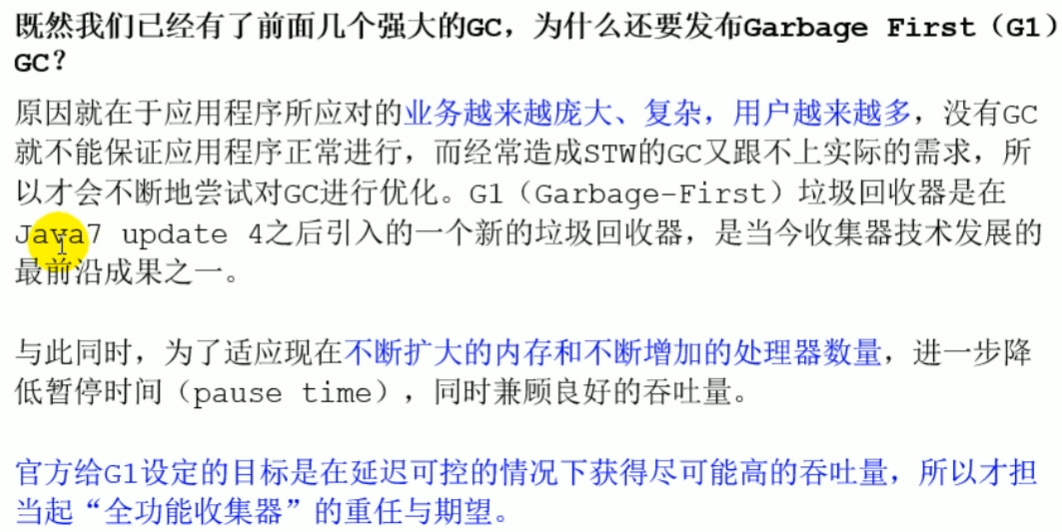 既然我们已经有了前面几个强大的GC，为什么还要发布Garbage First（G1）
GC？
原因就在于应用程序所应对的业务越来越庞大、复杂，用户越来越多，没有GC
就不能保证应用程序正常进行，而经常造成STW的GC又跟不上实际的需求，所
以才会不断地尝试对GC进行优化。G1（Garbage-First）垃圾回收器是在
Java7 update 4之后引入的一个新的垃圾回收器，是当今收集器技术发展的
最前沿成果之一。
与此同时，为了适应现在不断扩大的内存和不断增加的处理器数量，进一步降
低暂停时间（pause time），同时兼顾良好的吞吐量。
官方给G1设定的目标是在延迟可控的情况下获得尽可能高的吞吐量，所以才担
当起“全功能收集器”的重任与期望。